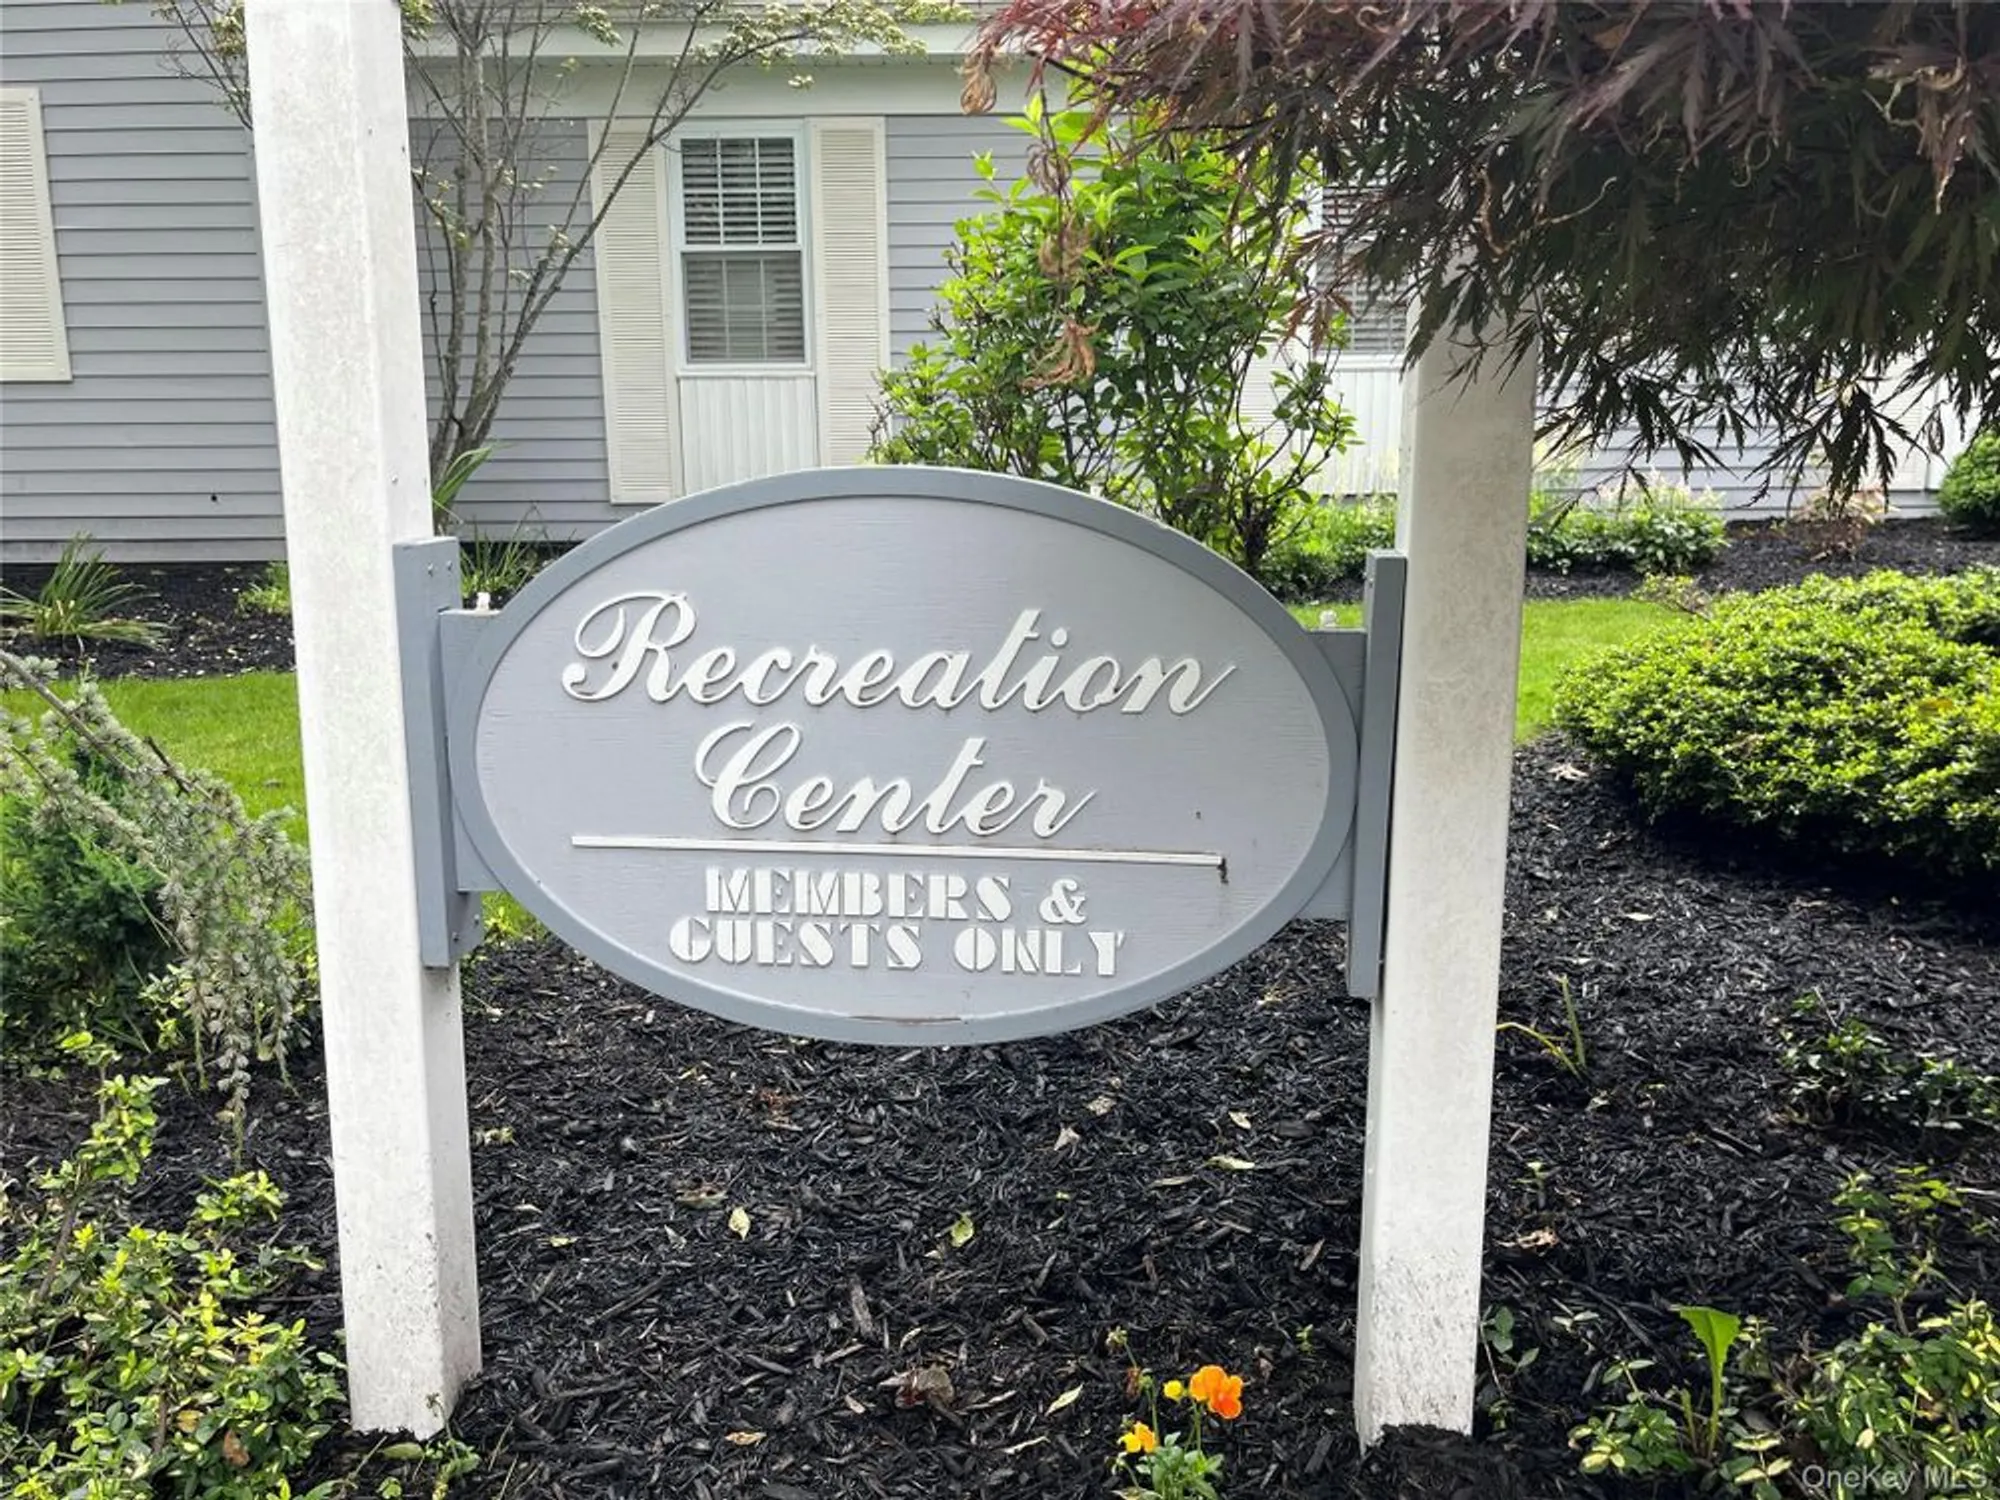 Recreation
Center
MEMBERS &
GUESTS ONLY
OneKey MLS